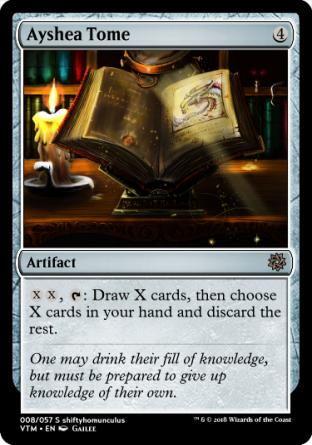 Ayshea Tome 4
Artifact
X X, : Draw X cards, then choose
X cards in your hand and discard the
rest.
One may drink their fill of knowledge,
but must be prepared to give up
knowledge of their own.
008/057 S shiftyhomunculus
VTM • EN GAILEE
™ & © 2018 Wizards of the Coast